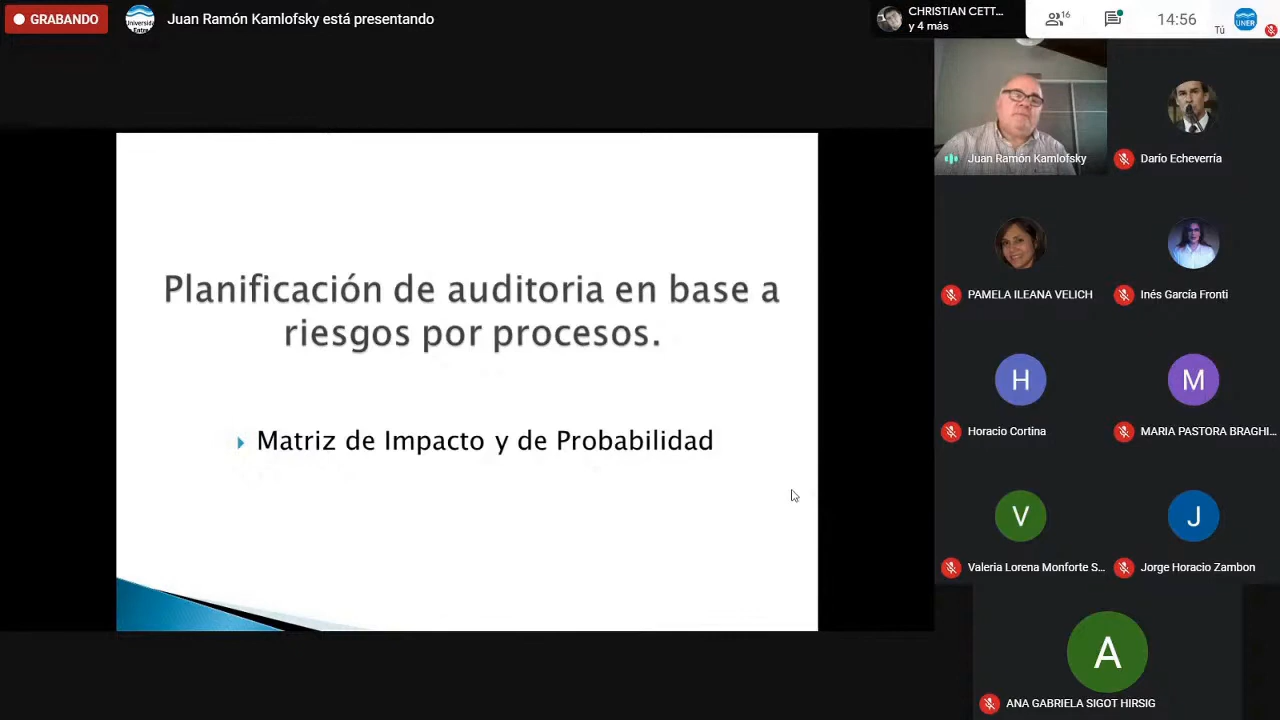 GRABANDO
Juan Ramón Kamlofsky está presentando
CHRISTIAN CETT...
y 4 más
16
14:56
Tú
UNER
Planificación de auditoria en base a
riesgos por procesos.
Matriz de Impacto y de Probabilidad
Juan Ramón Kamlofsky
Darío Echeverría
PAMELA ILEANA VELICH
Inés García Fronti
H
M
Horacio Cortina
MARIA PASTORA BRAGHI...
V
J
Valeria Lorena Monforte S...
Jorge Horacio Zambon
A
ANA GABRIELA SIGOT HIRSIG